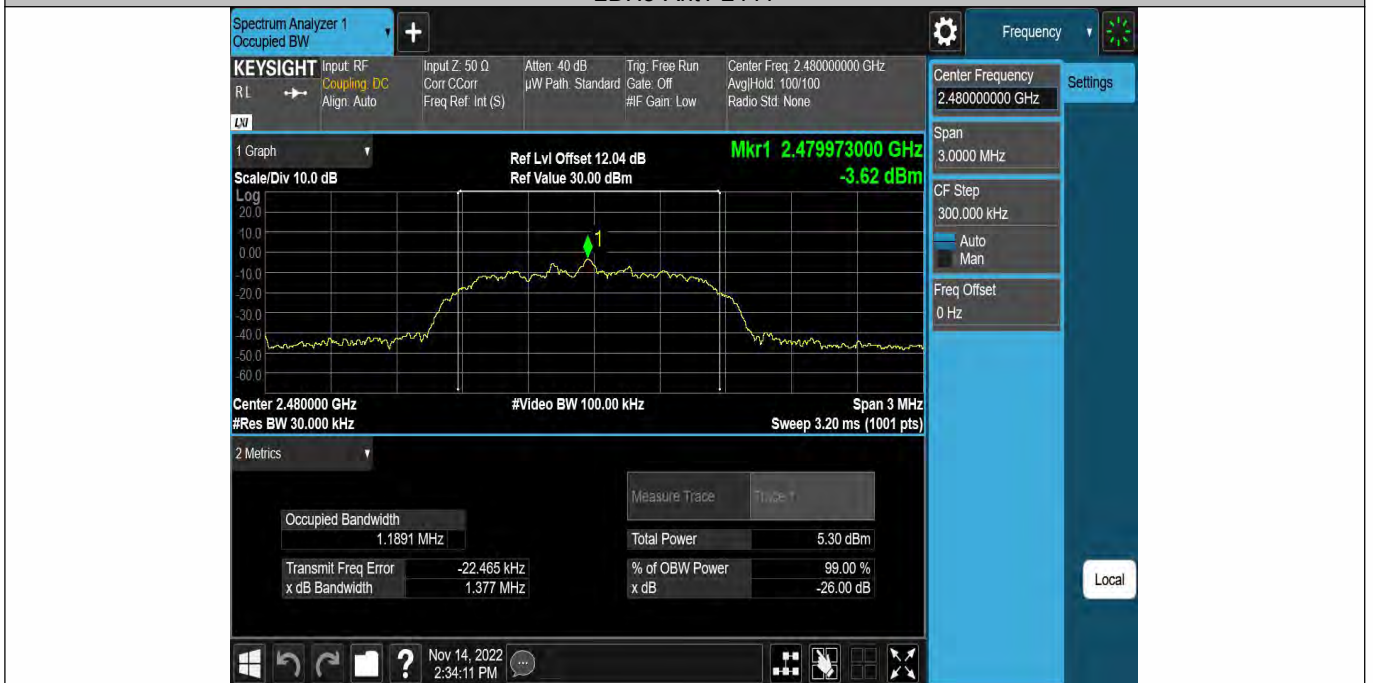 Spectrum Analyzer 1
Occupied BW
+
Frequency
KEYSIGHT
RL
LXI
Input: RF
Coupling: DC
Align: Auto
Input Z: 50 Ω
Corr CCorr
Freq Ref: Int (S)
Atten: 40 dB
µW Path: Standard
Trig: Free Run
Gate: Off
#IF Gain: Low
Center Freq: 2.480000000 GHz
Avg|Hold: 100/100
Radio Std: None
Center Frequency
2.480000000 GHz
Settings
Span
3.0000 MHz
CF Step
300.000 kHz
Auto
Man
Freq Offset
0 Hz
Local
1 Graph
Scale/Div 10.0 dB
Ref Lvl Offset 12.04 dB
Ref Value 30.00 dBm
Mkr1 2.479973000 GHz
-3.62 dBm
Log
20.0
10.0
0.00
-10.0
-20.0
-30.0
-40.0
-50.0
-60.0
1
Center 2.480000 GHz
#Video BW 100.00 kHz
Span 3 MHz
#Res BW 30.000 kHz
Sweep 3.20 ms (1001 pts)
2 Metrics
Measure Trace
Trace 1
Occupied Bandwidth
1.1891 MHz
Total Power
5.30 dBm
Transmit Freq Error
-22.465 kHz
% of OBW Power
99.00 %
x dB Bandwidth
1.377 MHz
x dB
-26.00 dB
?
Nov 14, 2022
2:34:11 PM